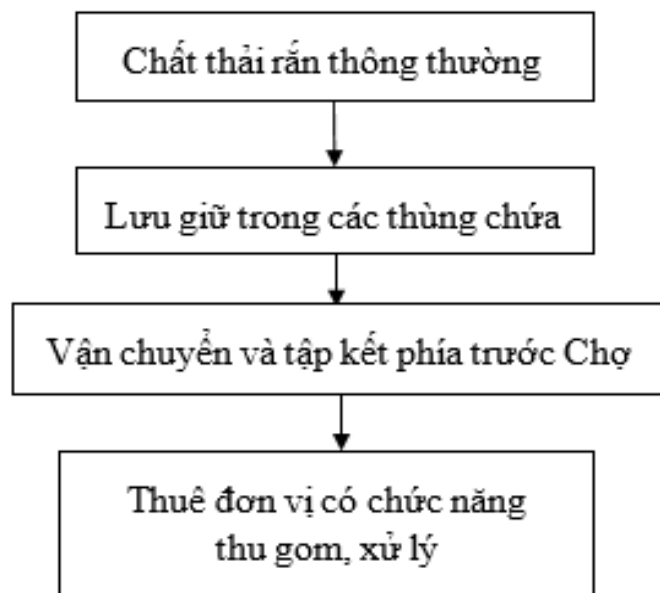 Chất thải rắn thông thường
Lưu giữ trong các thùng chứa
Vận chuyển và tập kết phía trước Chợ
Thuê đơn vị có chức năng
thu gom, xử lý